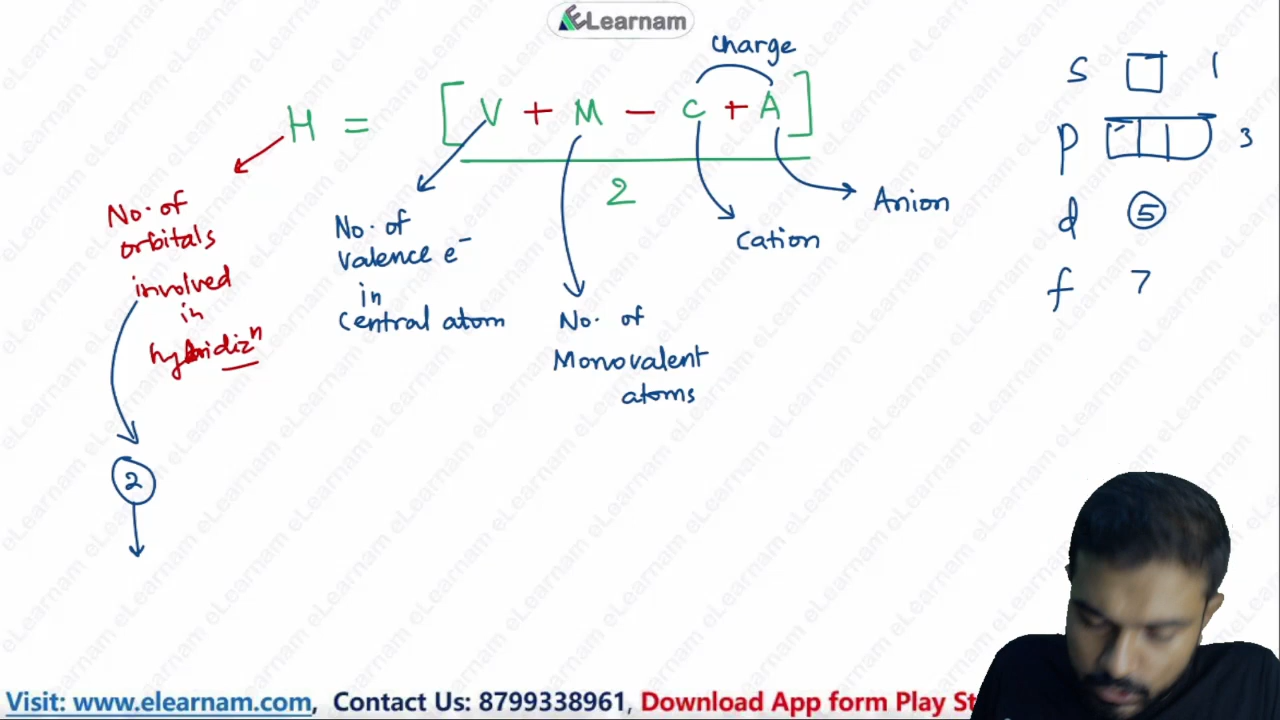 ELearnam
charge
H = [V + M - C + A]
2
No. of
orbitals
involved
in
hybridizⁿ
2
No. of
valence e⁻
in
central atom
No. of
Monovalent
atoms
Cation
Anion
s 1
p 3
d 5
f 7
Visit: www.elearnam.com, Contact Us: 8799338961, Download App form Play St